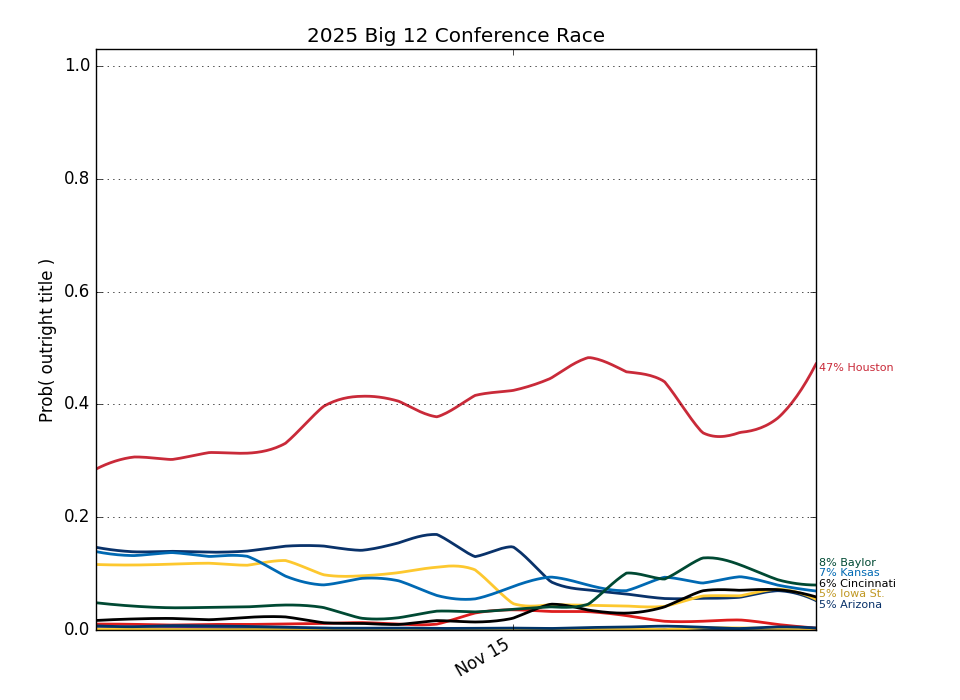 2025 Big 12 Conference Race
Prob( outright title )
1.0
0.8
0.6
0.4
0.2
0.0
Nov 15
47% Houston
8% Baylor
7% Kansas
6% Cincinnati
5% Iowa St.
5% Arizona